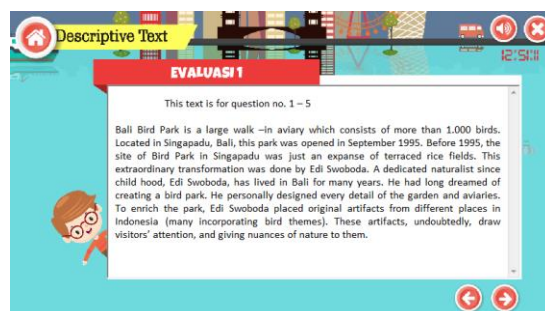 Descriptive Text
12:51:11
EVALUASI 1
This text is for question no. 1 – 5
Bali Bird Park is a large walk –in aviary which consists of more than 1.000 birds.
Located in Singapadu, Bali, this park was opened in September 1995. Before 1995, the
site of Bird Park in Singapadu was just an expanse of terraced rice fields. This
extraordinary transformation was done by Edi Swoboda. A dedicated naturalist since
child hood, Edi Swoboda, has lived in Bali for many years. He had long dreamed of
creating a bird park. He personally designed every detail of the garden and aviaries.
To enrich the park, Edi Swoboda placed original artifacts from different places in
Indonesia (many incorporating bird themes). These artifacts, undoubtedly, draw
visitors’ attention, and giving nuances of nature to them.